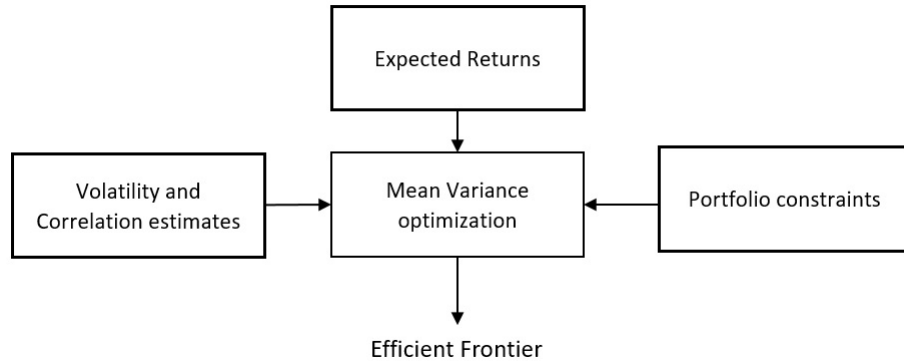 Expected Returns
Volatility and
Correlation estimates
Mean Variance
optimization
Portfolio constraints
Efficient Frontier